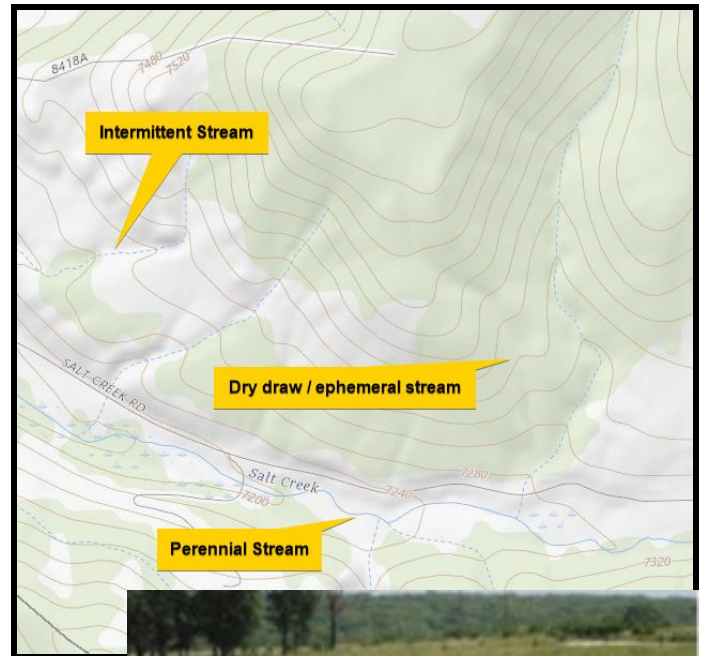 8418A
7480
7520
Intermittent Stream
SALT CREEK RD
Dry draw / ephemeral stream
Salt Creek
7280
7240
7200
Perennial Stream
7320